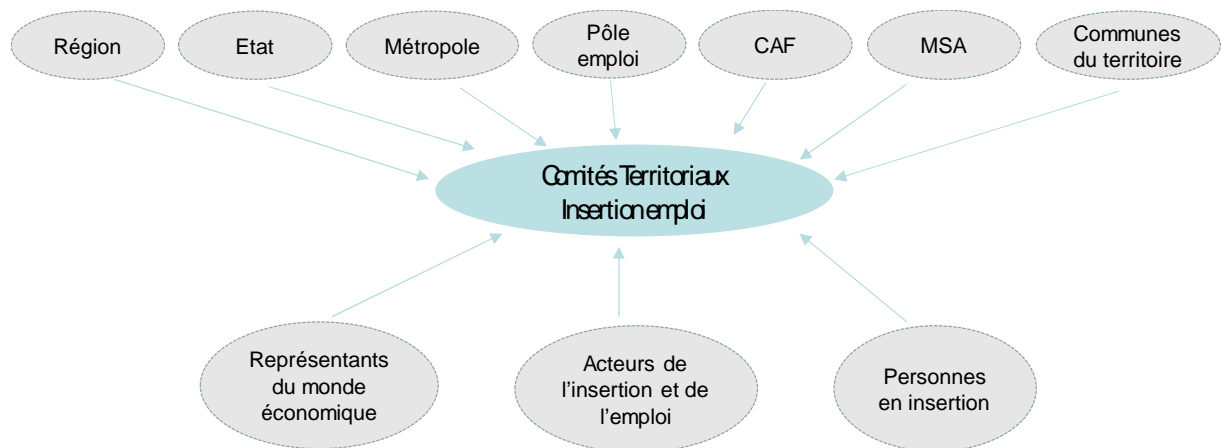 Région
Etat
Métropole
Pôle
emploi
CAF
MSA
Communes
du territoire
Comités Territoriaux
Insertion emploi
Représentants
du monde
économique
Acteurs de
l'insertion et de
l'emploi
Personnes
en insertion